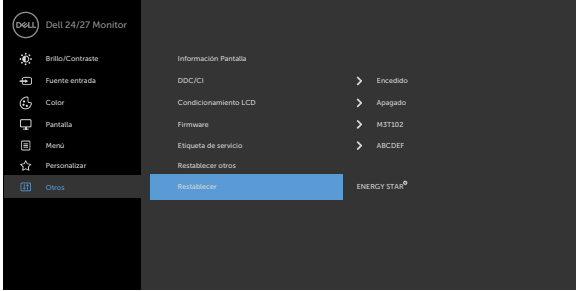 DELL Dell 24/27 Monitor
Brillo/Contraste
Fuente entrada
Color
Pantalla
Menú
Personalizar
Otros
Información Pantalla
DDC/CI Encedido
Condicionamiento LCD Apagado
Firmware M3T102
Etiqueta de servicio ABCDEF
Restablecer otros
Restablecer ENERGY STAR®